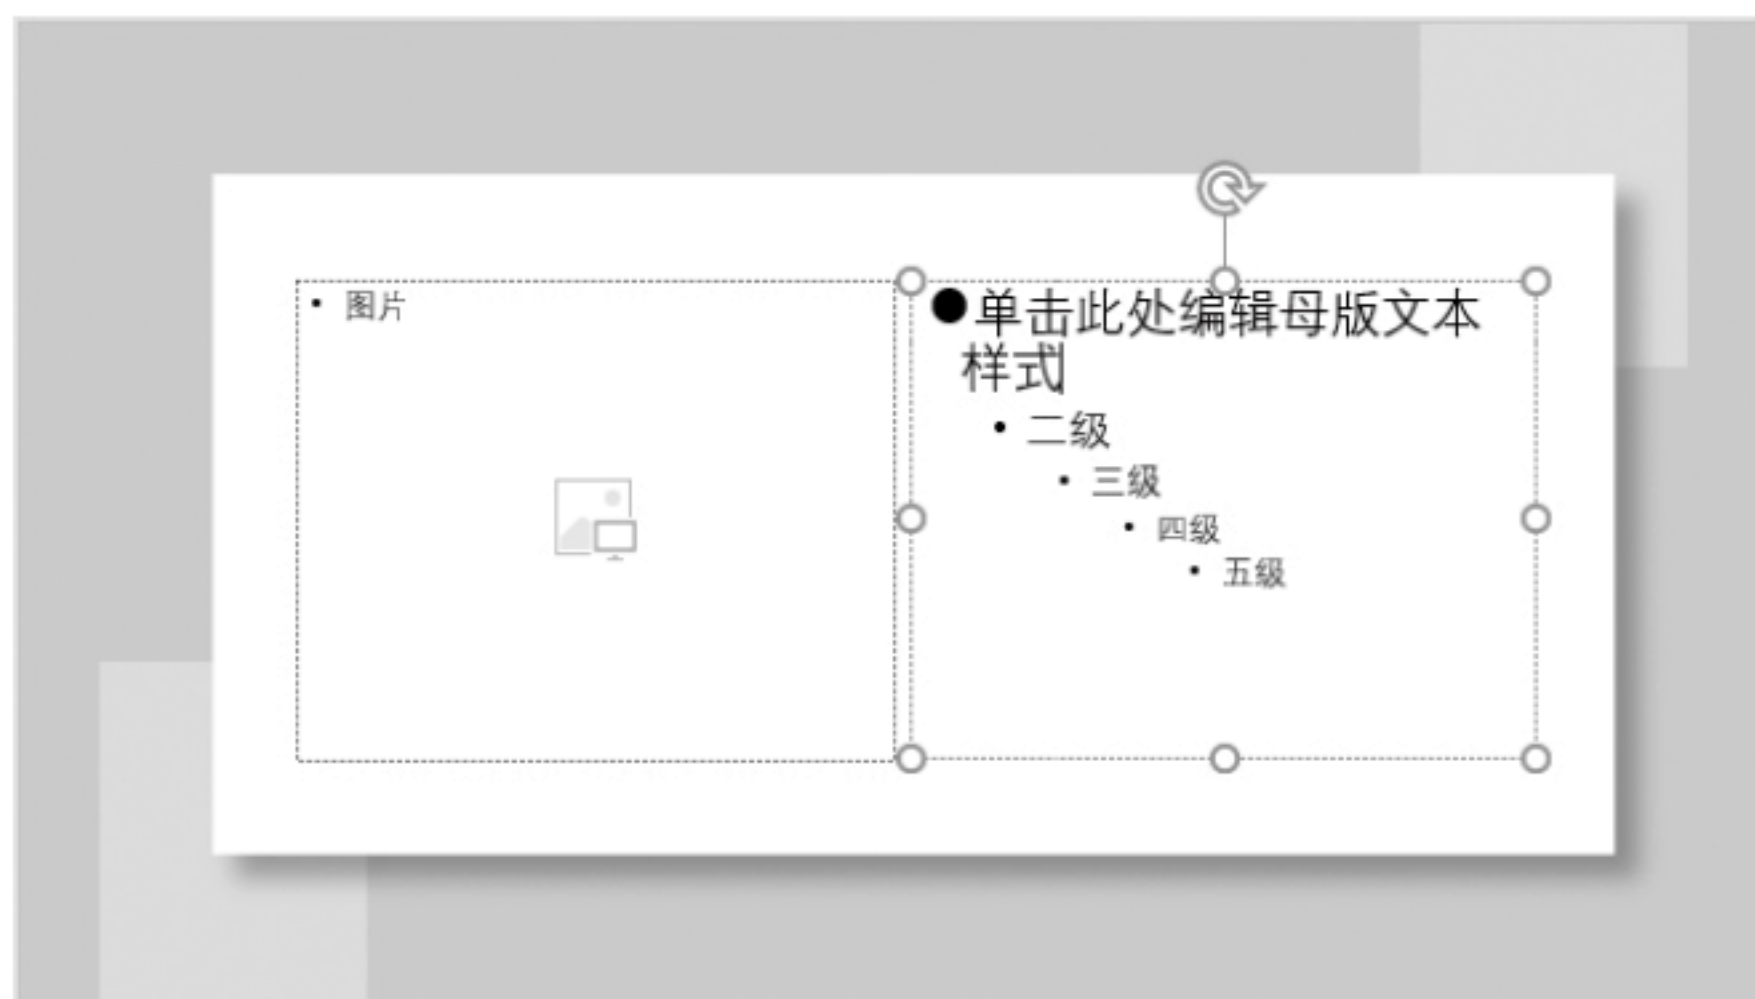 • 图片
●单击此处编辑母版文本
样式
• 二级
• 三级
• 四级
• 五级